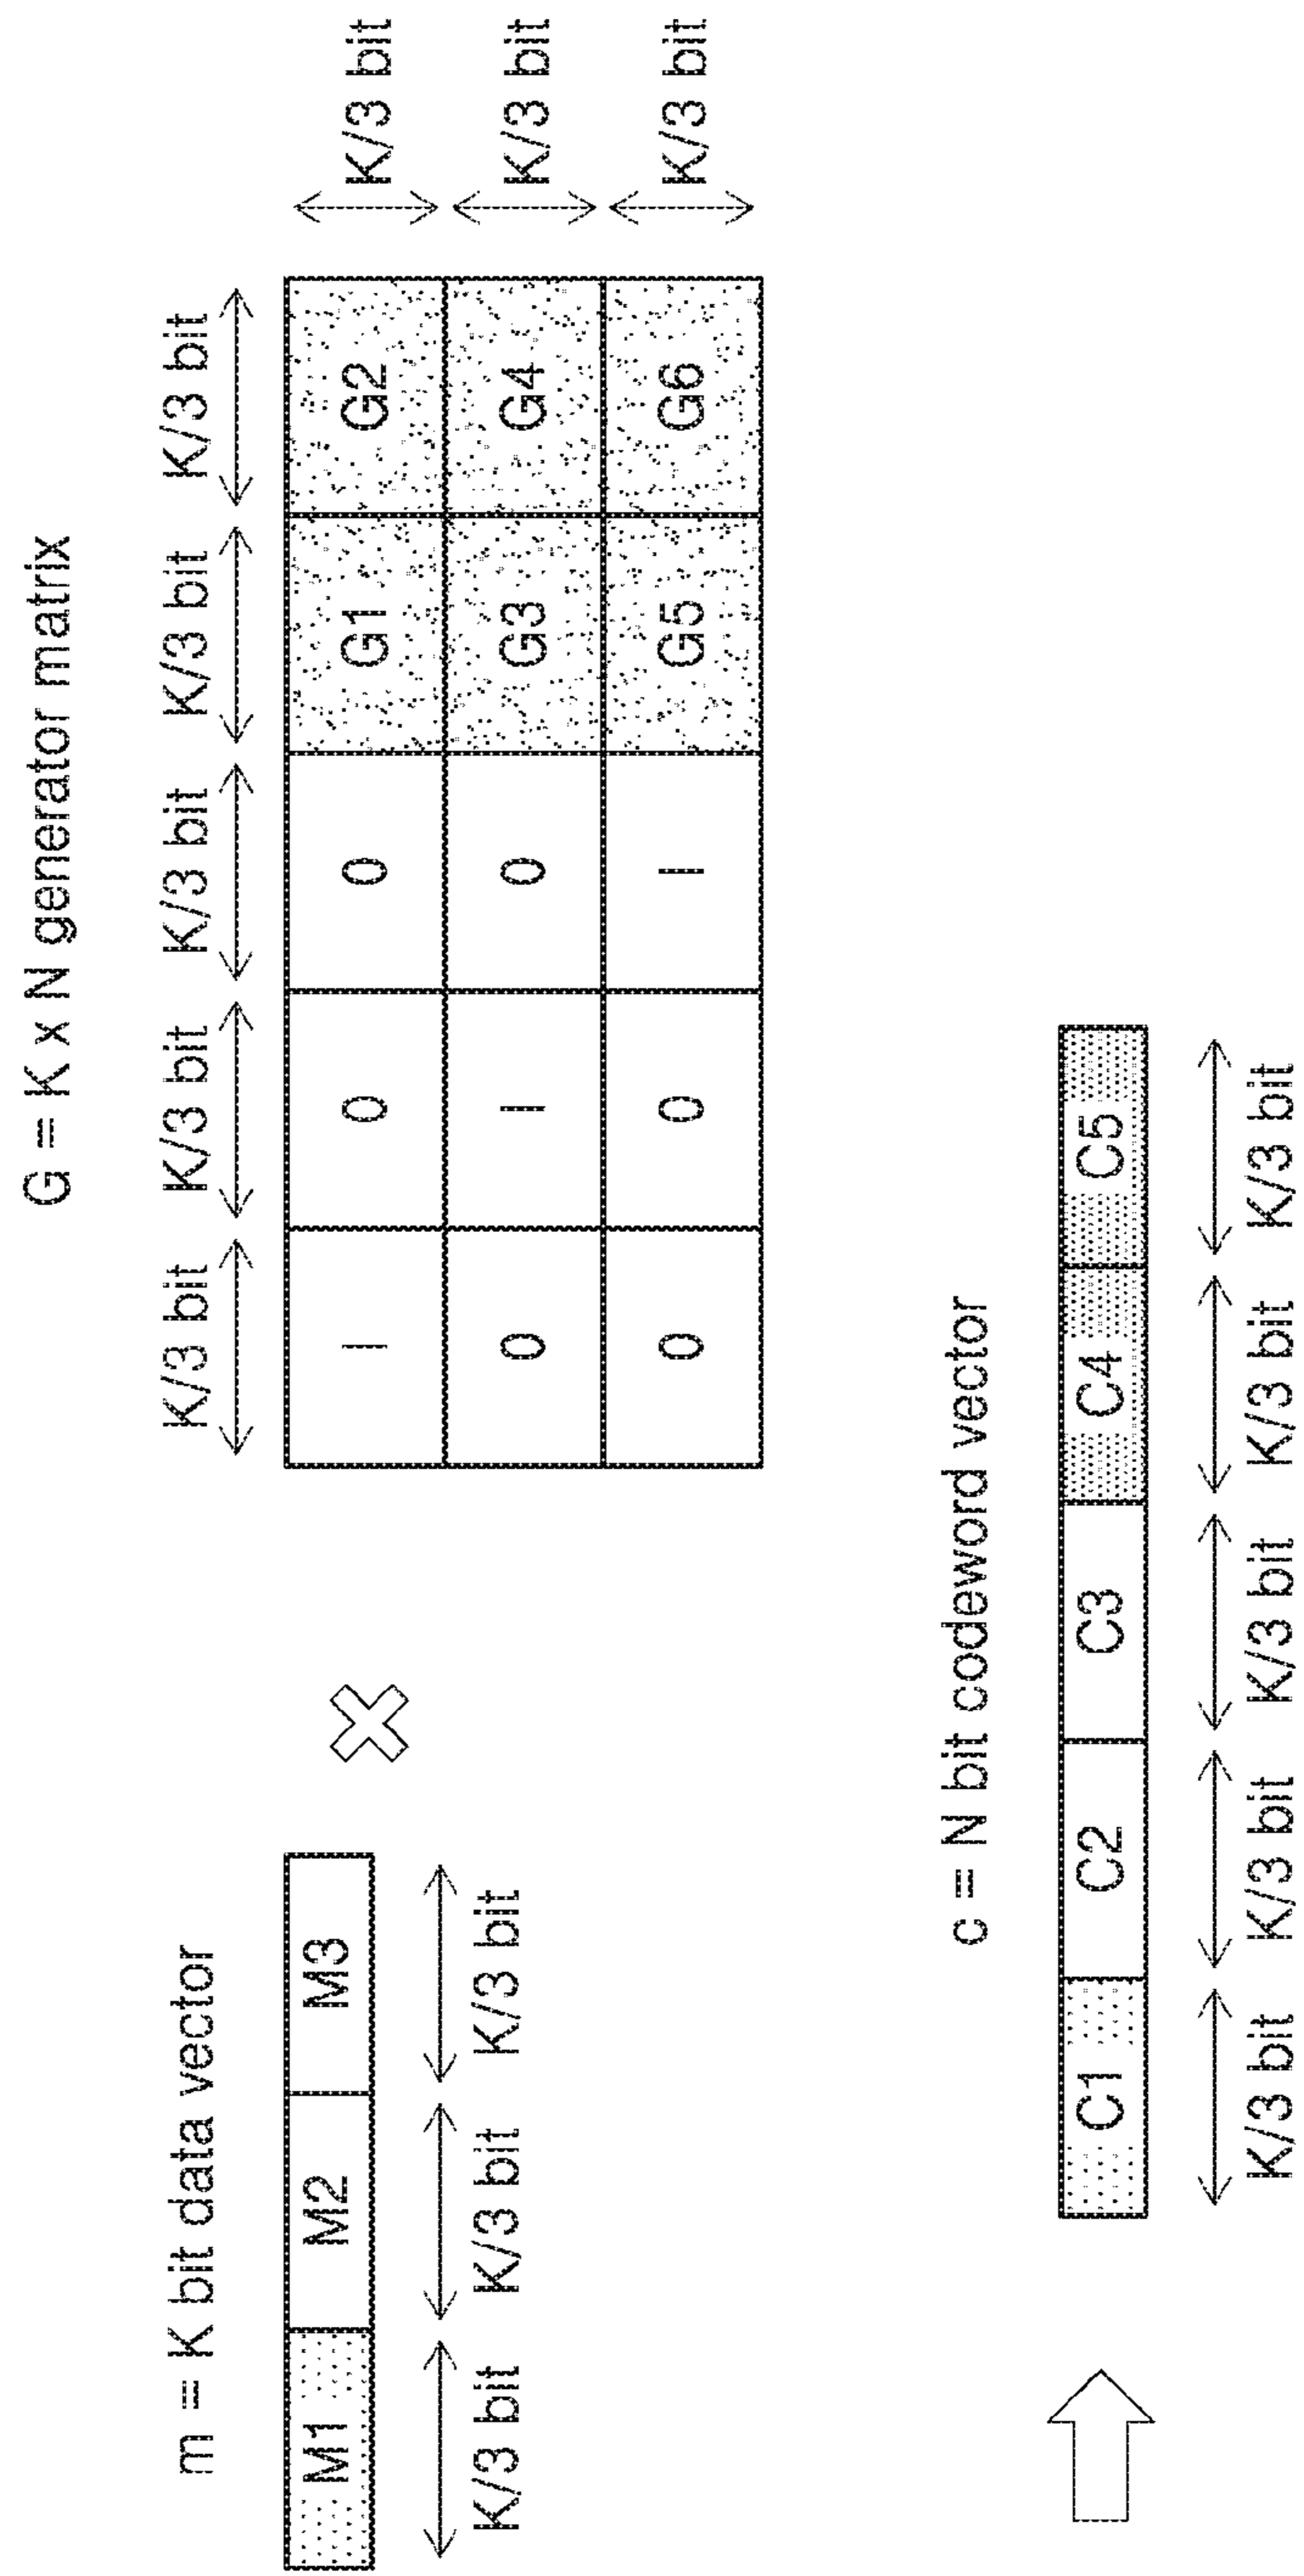 m = K bit data vector
M1 M2 M3
K/3 bit K/3 bit K/3 bit
G = K x N generator matrix
K/3 bit K/3 bit K/3 bit K/3 bit K/3 bit
I 0 0 G1 G2 K/3 bit
0 I 0 G3 G4 K/3 bit
0 0 I G5 G6 K/3 bit
c = N bit codeword vector
C1 C2 C3 C4 C5
K/3 bit K/3 bit K/3 bit K/3 bit K/3 bit